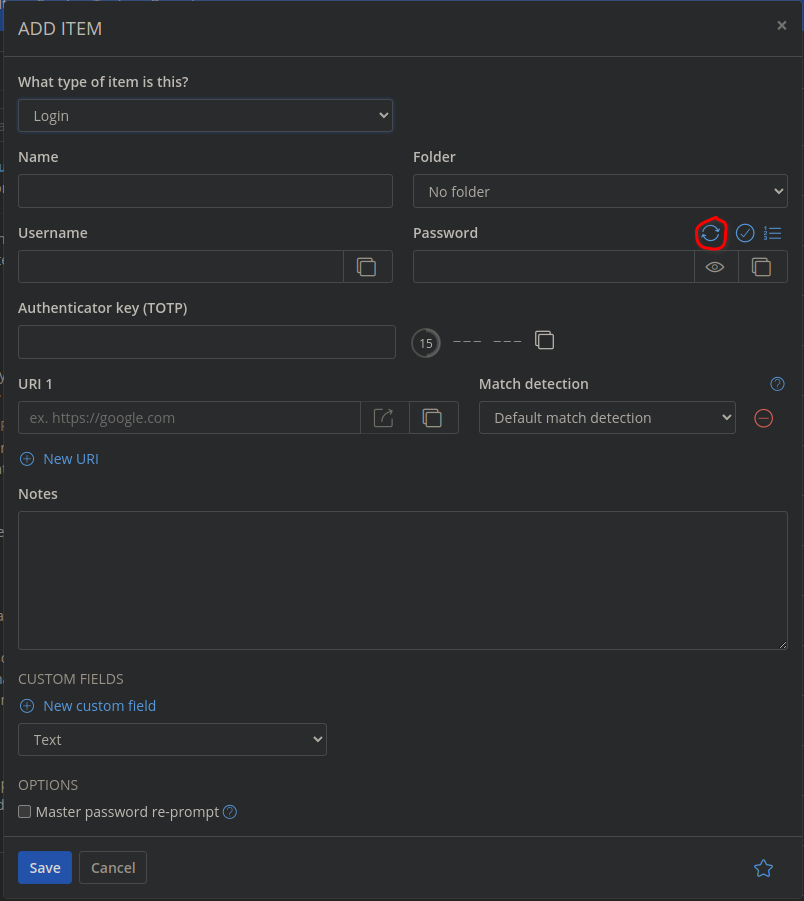 ADD ITEM
What type of item is this?
Login
Name
Folder
No folder
Username
Password
Authenticator key (TOTP)
15
--- ---
URI 1
Match detection
ex. https://google.com
Default match detection
New URI
Notes
CUSTOM FIELDS
New custom field
Text
OPTIONS
Master password re-prompt
Save
Cancel